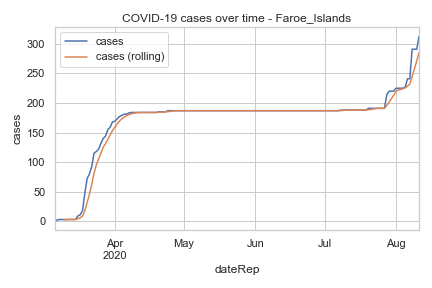 COVID-19 cases over time - Faroe_Islands
cases
cases (rolling)
300
250
200
150
100
50
0
cases
Apr
2020
May
Jun
Jul
Aug
dateRep